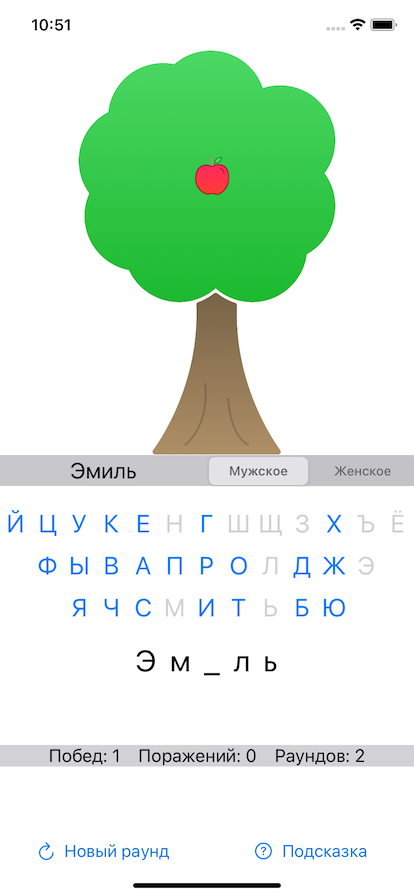 10:51
Эмиль Мужское Женское
Й Ц У К Е Н Г Ш Щ З Х Ъ Ё
Ф Ы В А П Р О Л Д Ж Э
Я Ч С М И Т Ь Б Ю
Э м _ л ь
Побед: 1 Поражений: 0 Раундов: 2
Новый раунд ? Подсказка